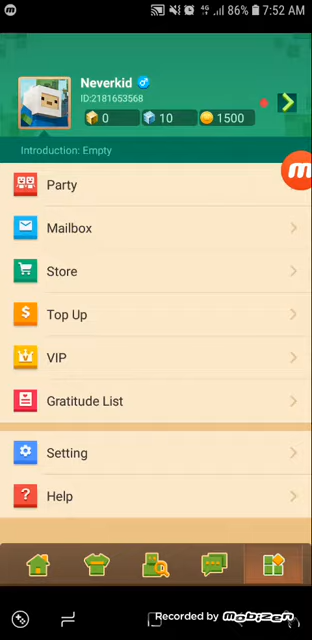 4G 86% 7:52 AM
Neverkid
ID:2181653568
0 10 1500
Introduction: Empty
Party
Mailbox
Store
Top Up
VIP
Gratitude List
Setting
Help
Recorded by mobizen